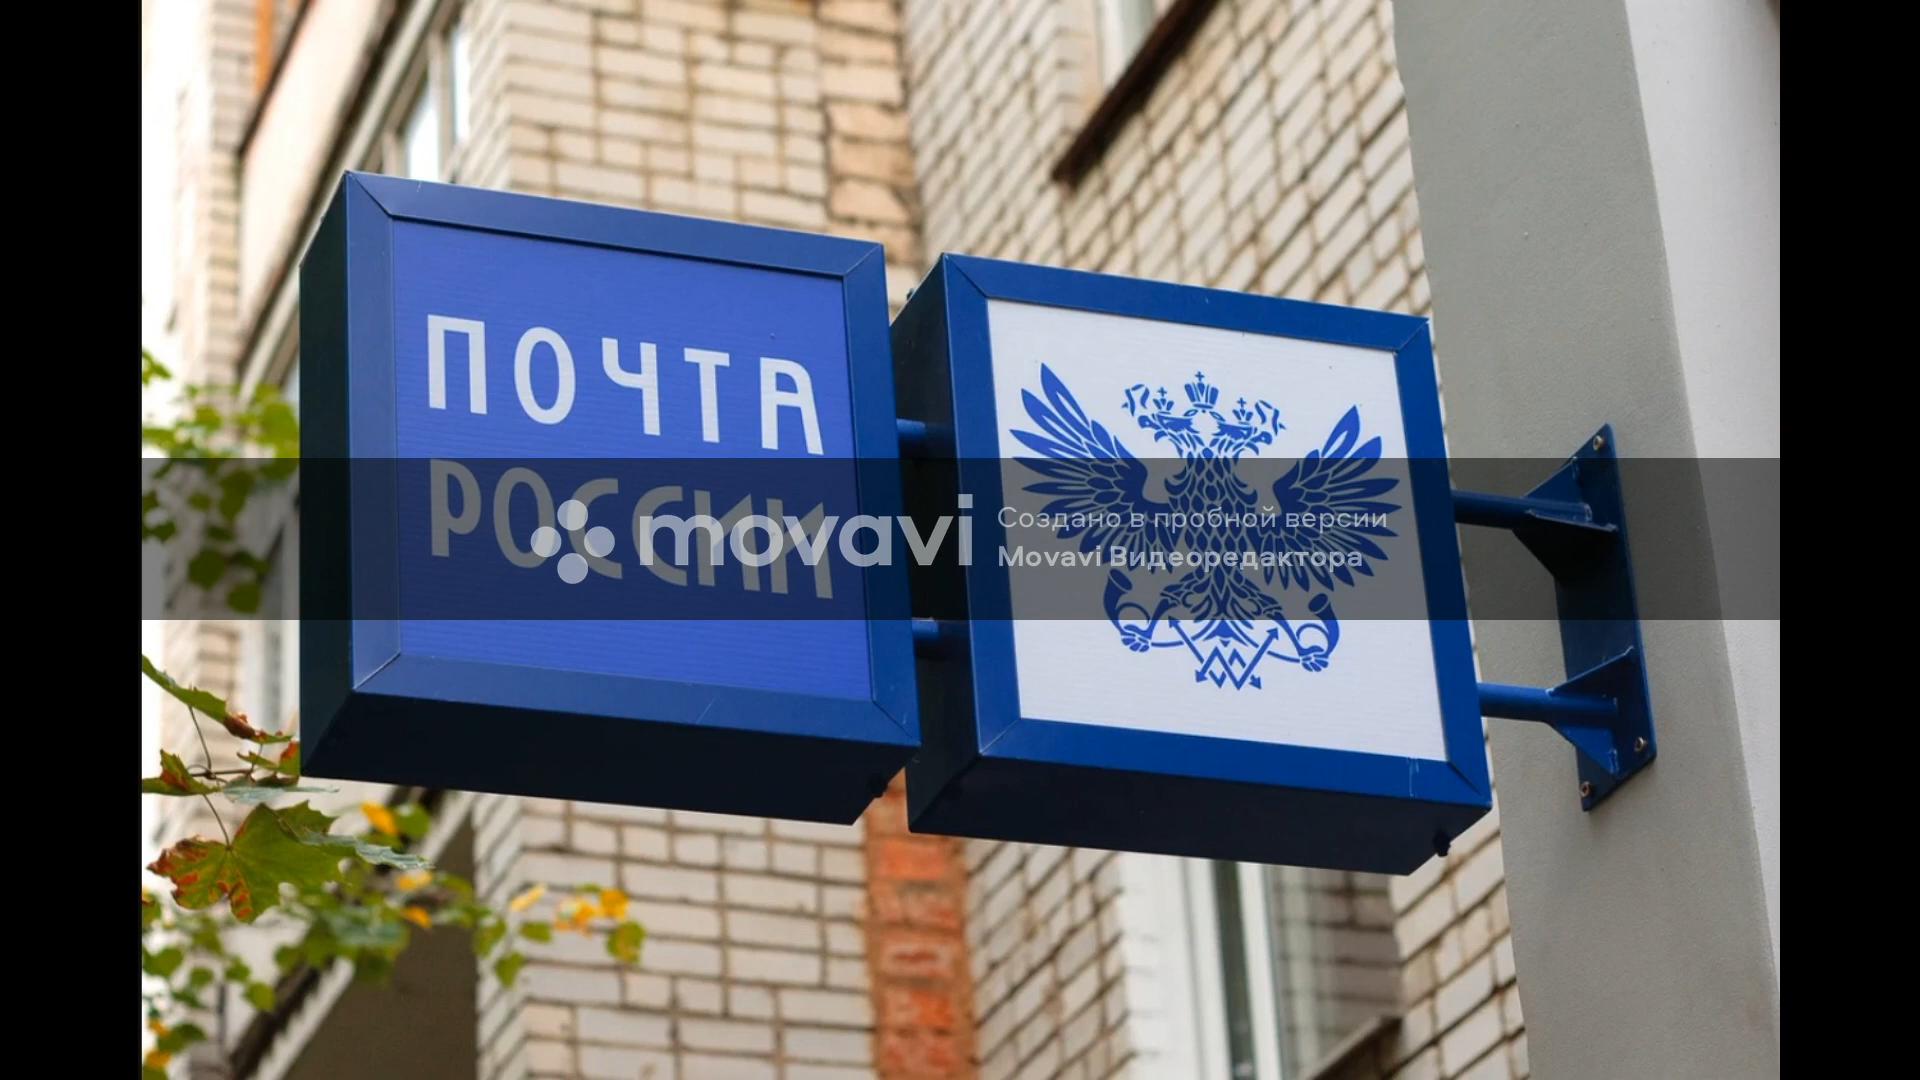 ПОЧТА
РОССИИ
movavi
Создано в пробной версии
Movavi Видеоредактора